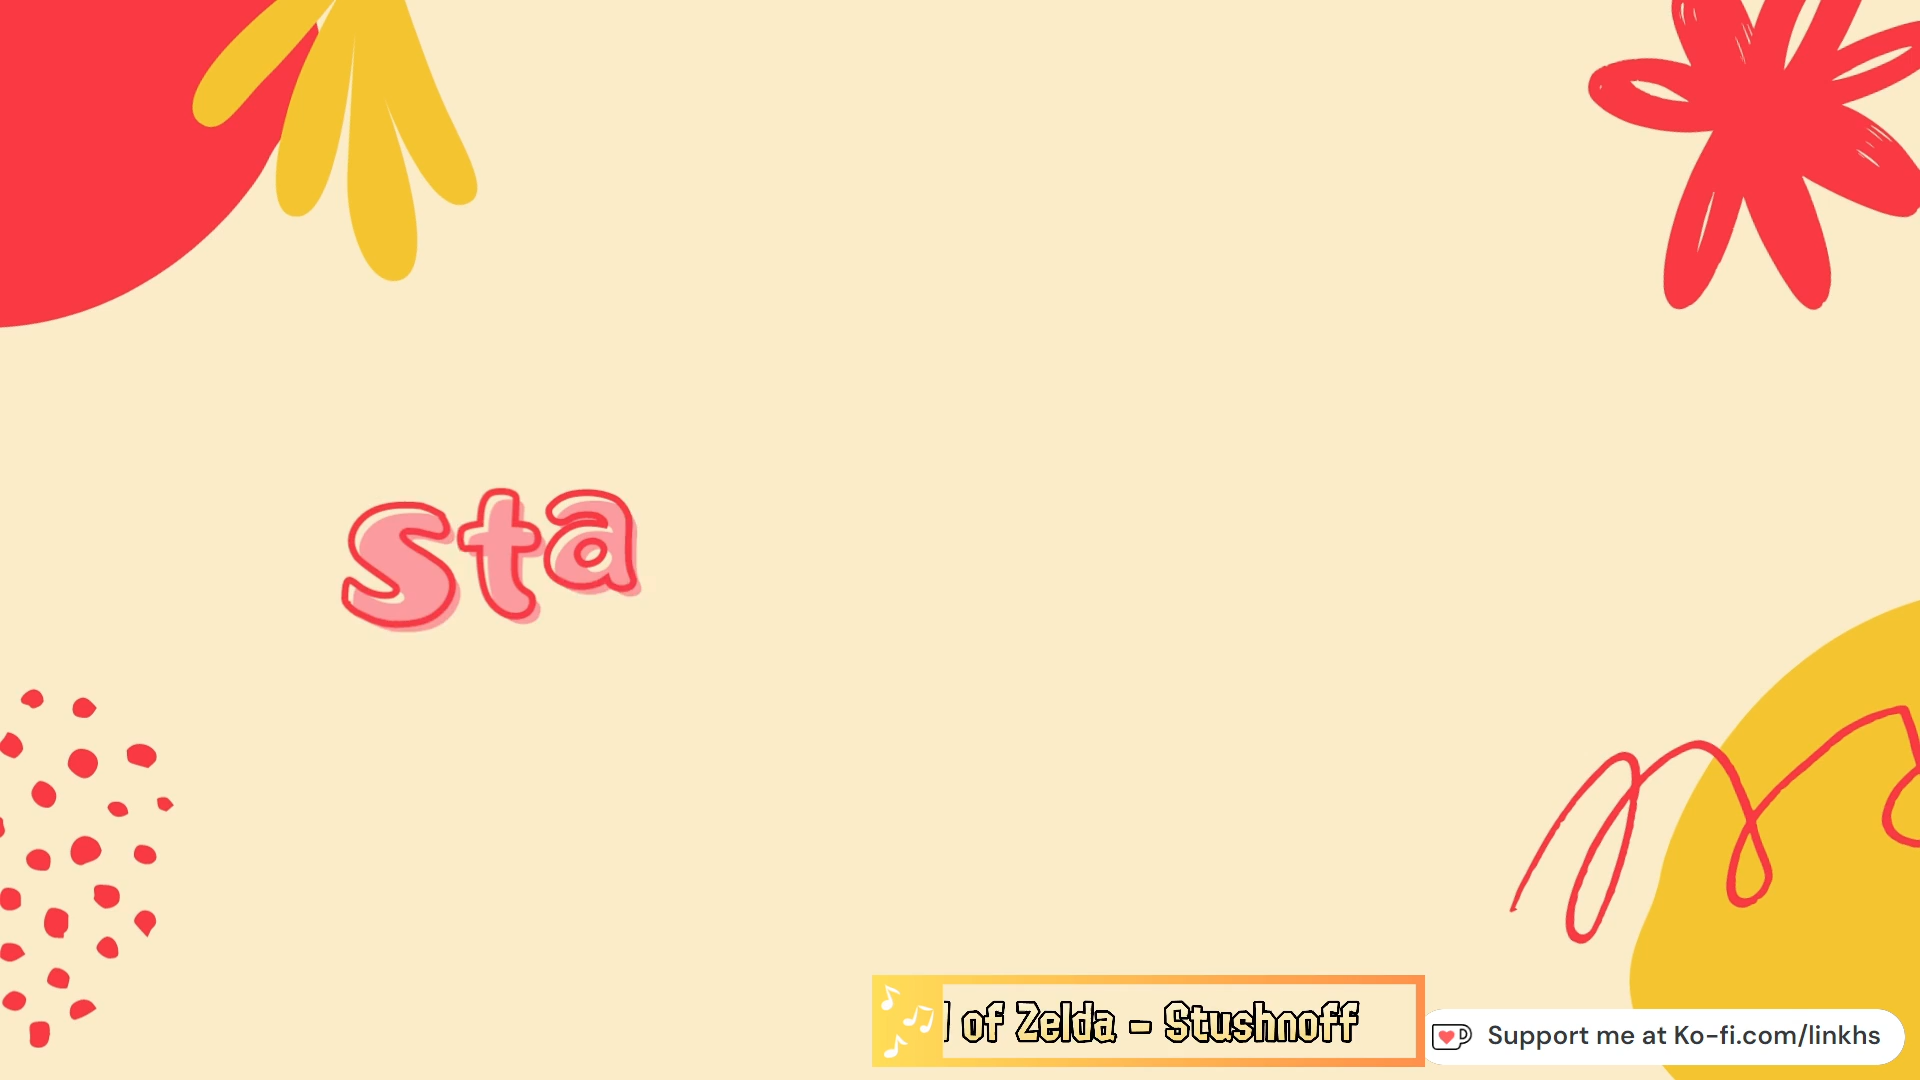 sta
of Zelda - Stushnoff
Support me at Ko-fi.com/linkhs